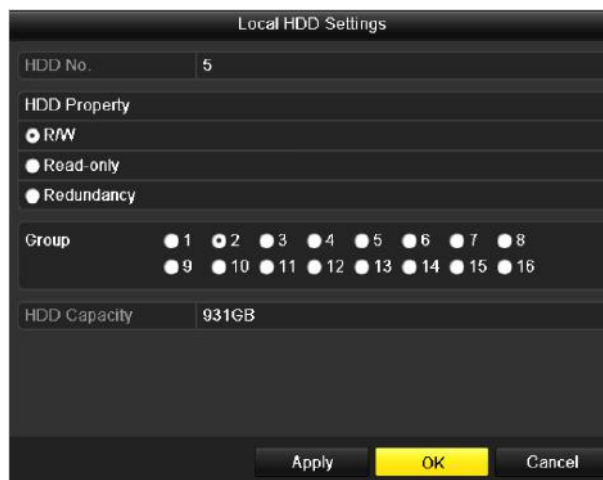 Local HDD Settings
HDD No. 5
HDD Property
R/W
Read-only
Redundancy
Group 1 2 3 4 5 6 7 8
9 10 11 12 13 14 15 16
HDD Capacity 931GB
Apply OK Cancel